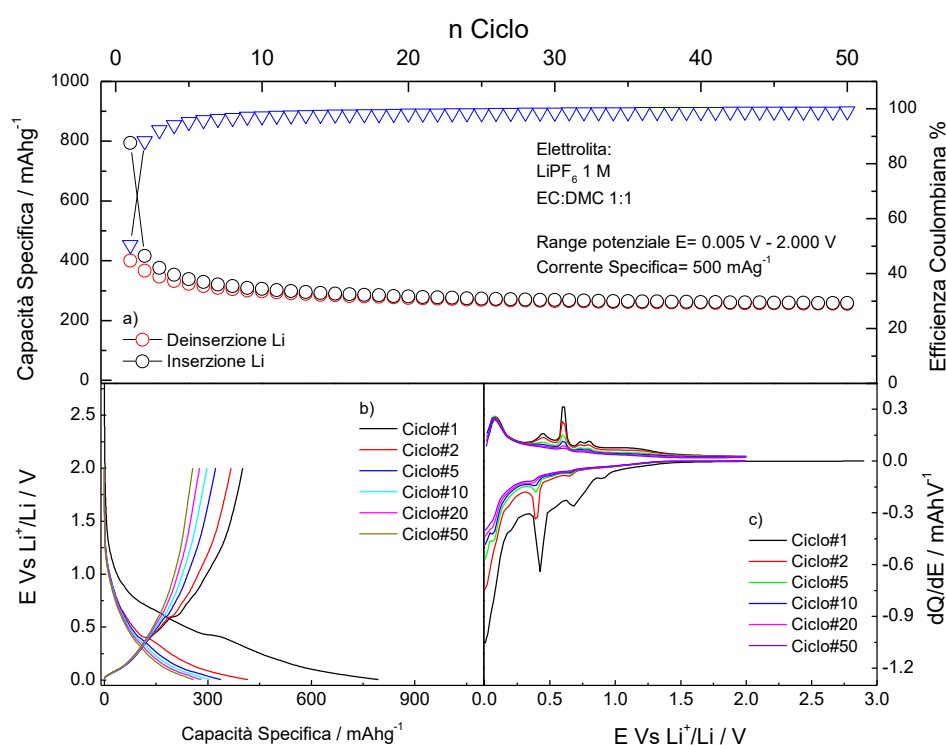 n Ciclo
0 10 20 30 40 50
1000
800
600
400
200
0
Capacità Specifica / mAhg⁻¹
100
80
60
40
20
0
Efficienza Coulombiana %
Elettrolita:
LiPF₆ 1 M
EC:DMC 1:1
Range potenziale E= 0.005 V - 2.000 V
Corrente Specifica= 500 mAg⁻¹
a)
Deinserzione Li
Inserzione Li
2.5
2.0
1.5
1.0
0.5
0.0
E Vs Li⁺/Li / V
b)
Ciclo#1
Ciclo#2
Ciclo#5
Ciclo#10
Ciclo#20
Ciclo#50
0 300 600 900
Capacità Specifica / mAhg⁻¹
0.3
0.0
-0.3
-0.6
-0.9
-1.2
dQ/dE / mAhV⁻¹
c)
Ciclo#1
Ciclo#2
Ciclo#5
Ciclo#10
Ciclo#20
Ciclo#50
0.0 0.5 1.0 1.5 2.0 2.5 3.0
E Vs Li⁺/Li / V